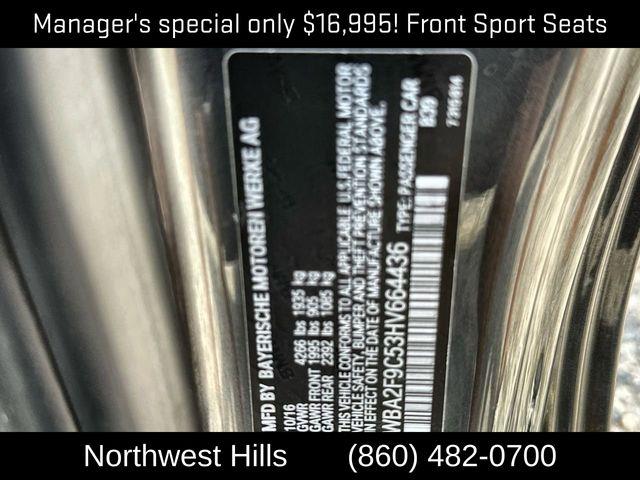 Manager's special only $16,995! Front Sport Seats
MFD BY BAYERISCHE MOTOREN WERKE AG
10/16
GVWR 4266 lbs 1935 kg
GAWR FRONT 1995 lbs 905 kg
GAWR REAR 2392 lbs 1085 kg
THIS VEHICLE CONFORMS TO ALL APPLICABLE U.S. FEDERAL MOTOR
VEHICLE SAFETY, BUMPER AND THEFT PREVENTION STANDARDS
IN EFFECT ON THE DATE OF MANUFACTURE SHOWN ABOVE.
WBA2F9C53HV664436 TYPE: PASSENGER CAR
B39
Northwest Hills (860) 482-0700